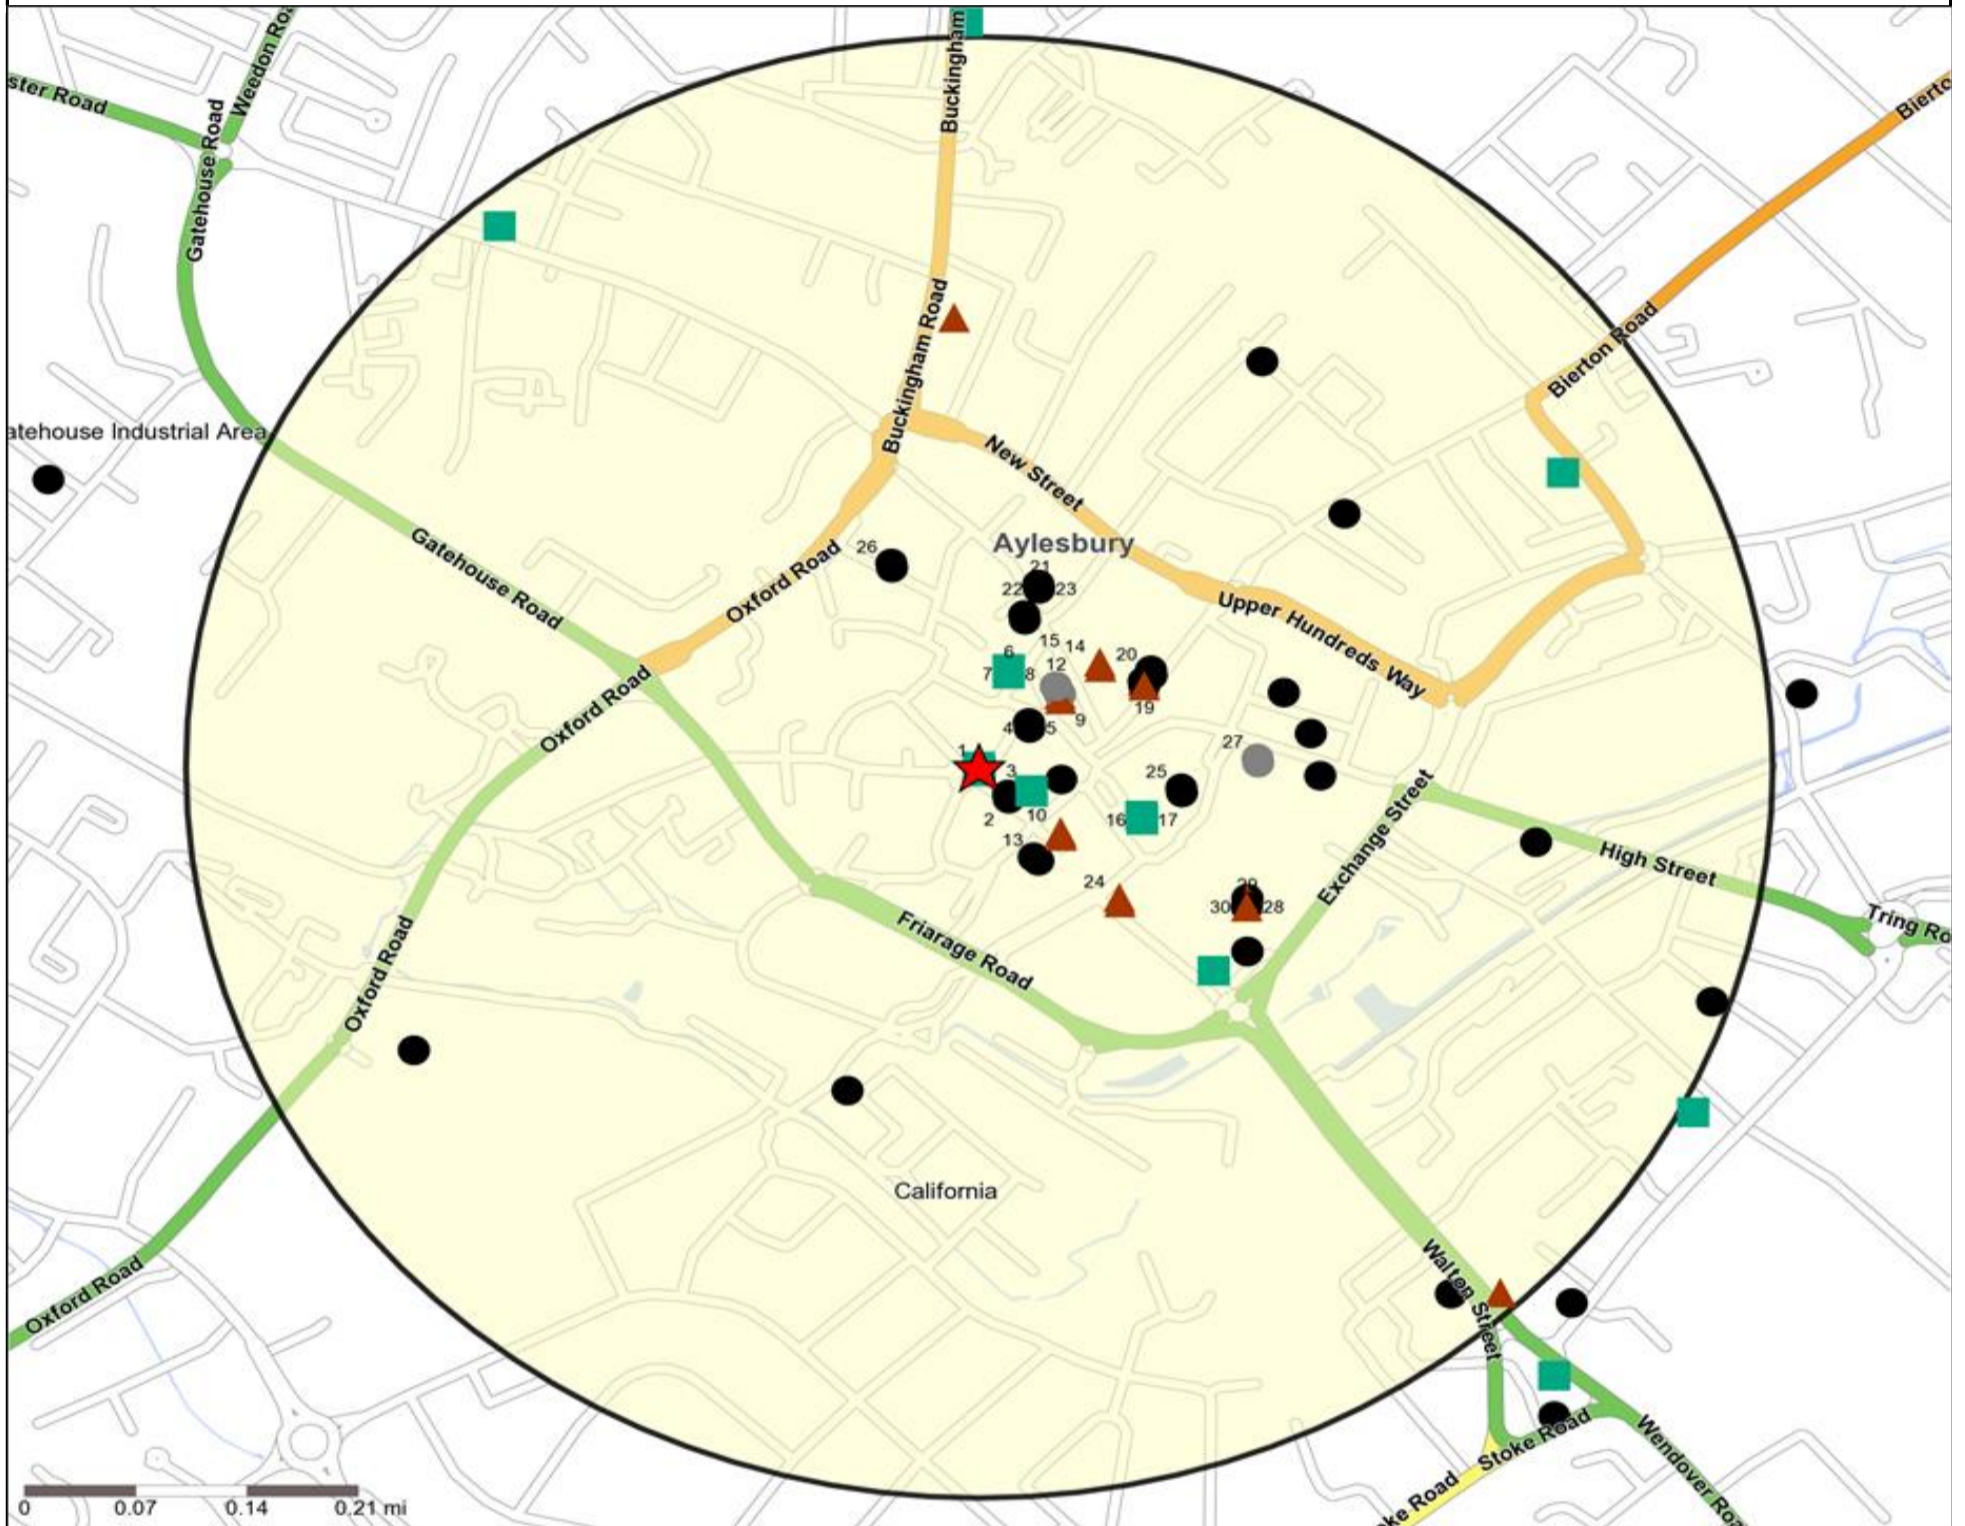 Buckingham
Weedon Roa
ster Road
Gatehouse Road
Bierto
Buckingham Road
Bierton Road
atehouse Industrial Area
New Street
Gatehouse Road
Aylesbury
26
Oxford Road
21
22 23
Upper Hundreds Way
15 14
6
20
7 8 12
Oxford Road
19
9
4 5
27
1
3
25
Exchange Street
2 10
16 17
13
High Street
24
29
30 28
Tring Ro
Friarage Road
Oxford Road
California
Walton Street
Oxford Road
Stoke Road
Wendover Roa
ke Road
0 0.07 0.14 0.21 mi